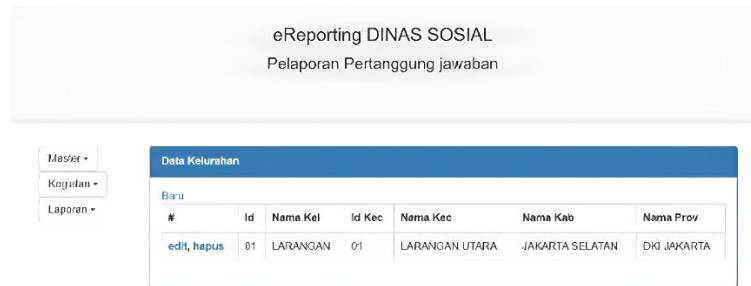 eReporting DINAS SOSIAL
Pelaporan Pertanggung jawaban
Master
Kegiatan
Laporan
Data Kelurahan
Baru
# Id Nama Kel Id Kec Nama Kec Nama Kab Nama Prov
edit, hapus 01 LARANGAN 01 LARANGAN UTARA JAKARTA SELATAN DKI JAKARTA